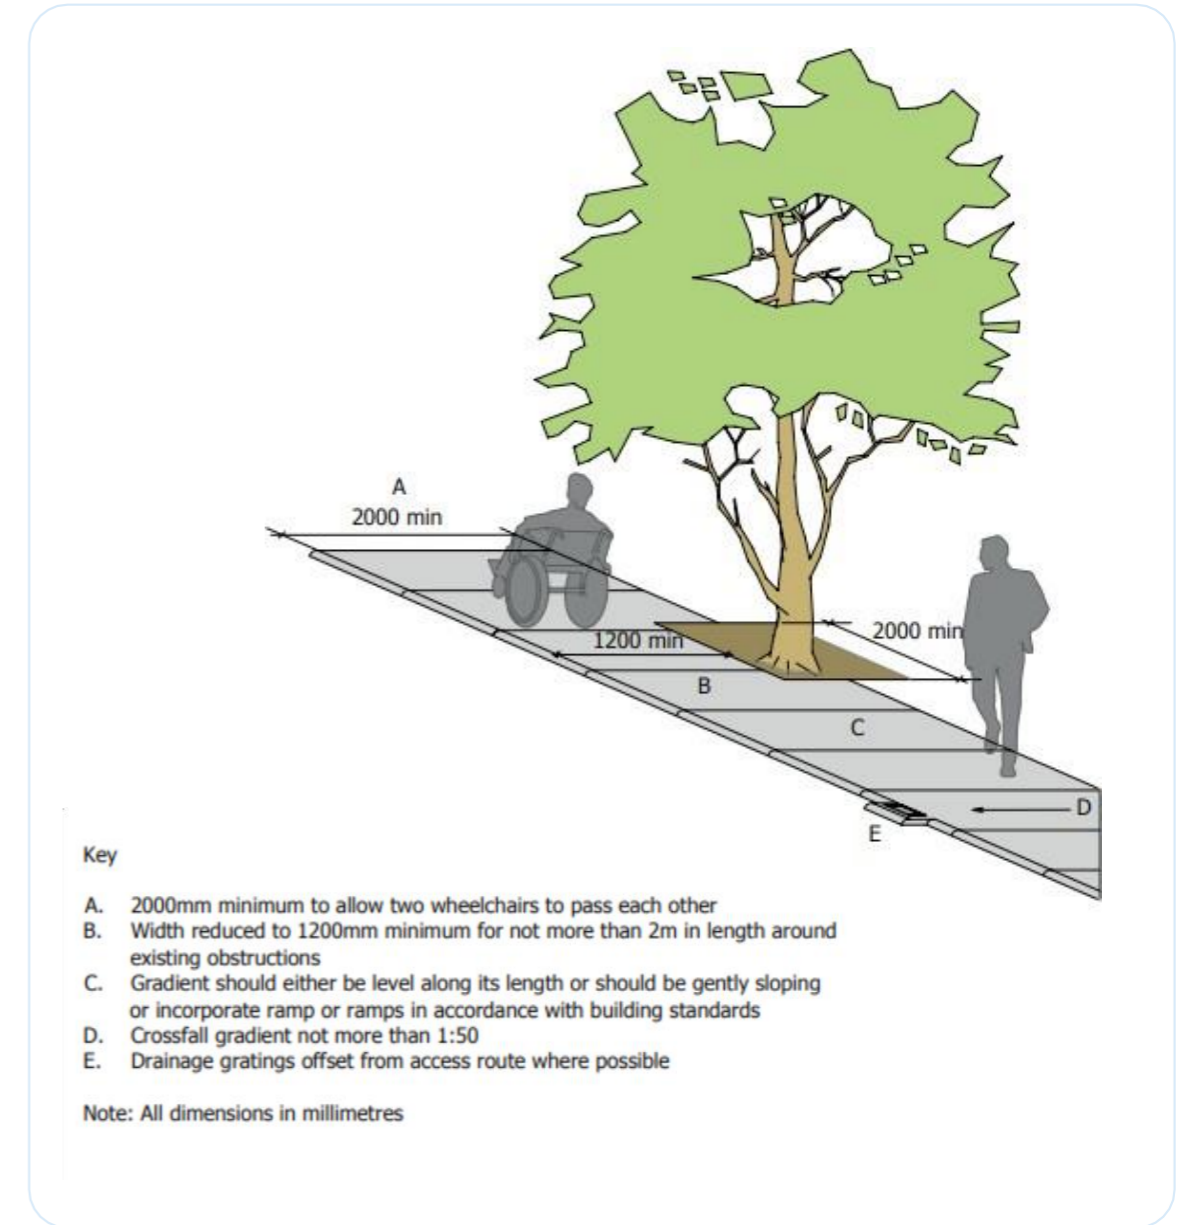 A
2000 min
2000 min
1200 min
B
C
D
E
Key
A. 2000mm minimum to allow two wheelchairs to pass each other
B. Width reduced to 1200mm minimum for not more than 2m in length around
existing obstructions
C. Gradient should either be level along its length or should be gently sloping
or incorporate ramp or ramps in accordance with building standards
D. Crossfall gradient not more than 1:50
E. Drainage gratings offset from access route where possible
Note: All dimensions in millimetres